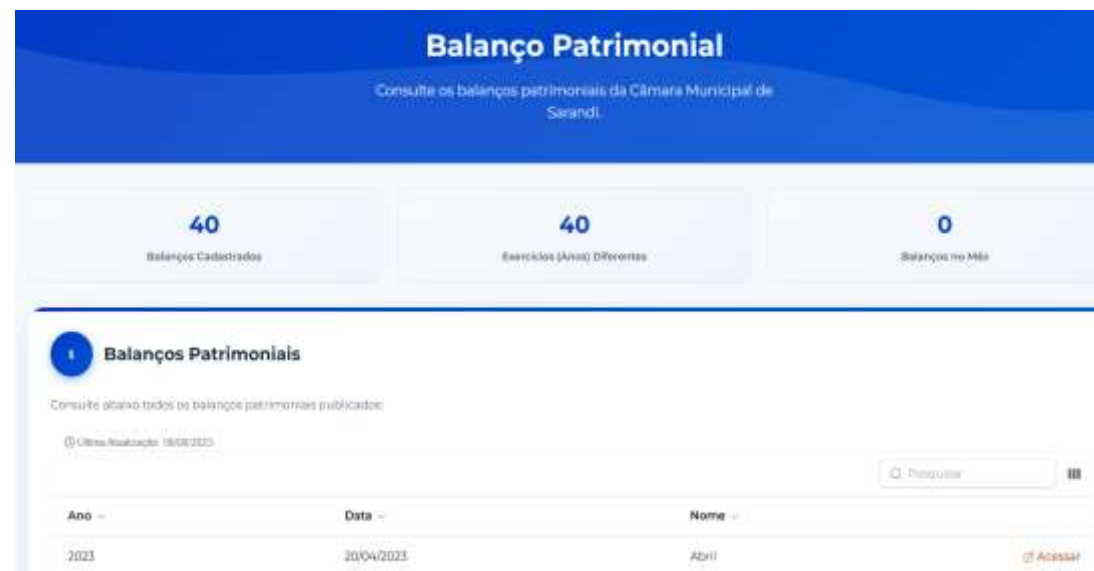 Balanço Patrimonial
Consulte os balanços patrimoniais da Câmara Municipal de
Sarandi.
40
Balanços Cadastrados
40
Exercícios (Anos) Diferentes
0
Balanços no Mês
Balanços Patrimoniais
Consulte abaixo todos os balanços patrimoniais publicados:
Última Atualização:
Pesquisar
Ano
Data
Nome
2023
20/04/2023
Abril
Acessar